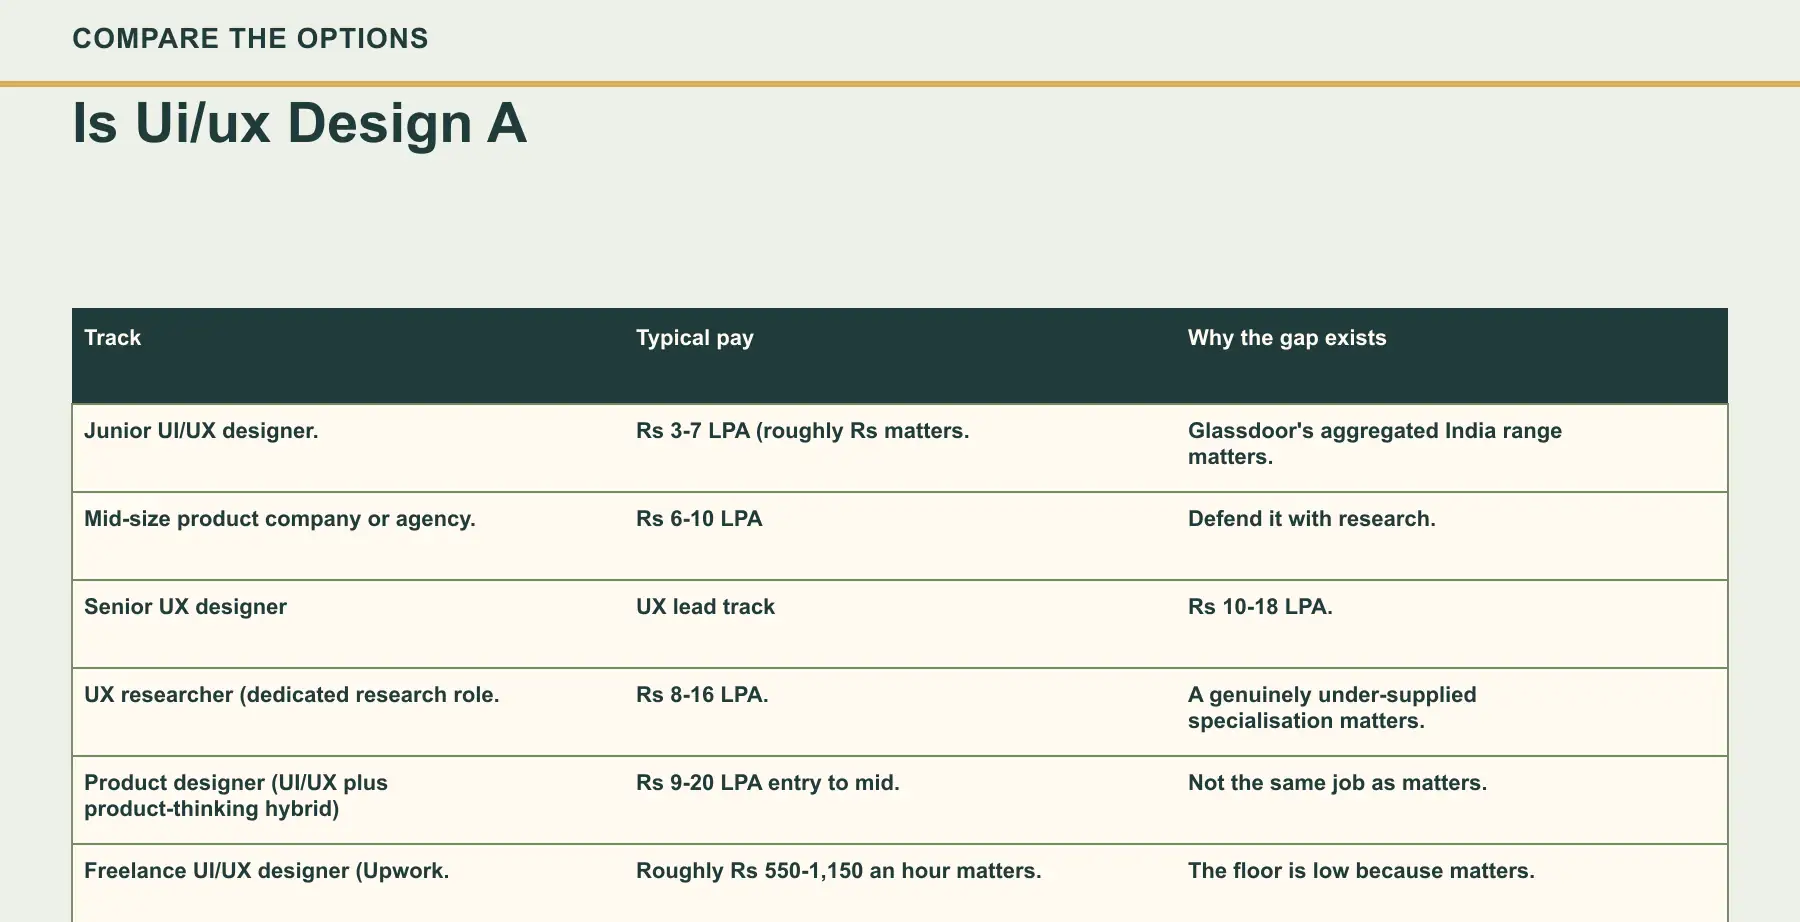 COMPARE THE OPTIONS
Is Ui/ux Design A
Track
Typical pay
Why the gap exists
Junior UI/UX designer.
Rs 3-7 LPA (roughly Rs matters.
Glassdoor's aggregated India range
matters.
Mid-size product company or agency.
Rs 6-10 LPA
Defend it with research.
Senior UX designer
UX lead track
Rs 10-18 LPA.
UX researcher (dedicated research role.
Rs 8-16 LPA.
A genuinely under-supplied
specialisation matters.
Product designer (UI/UX plus
product-thinking hybrid)
Rs 9-20 LPA entry to mid.
Not the same job as matters.
Freelance UI/UX designer (Upwork.
Roughly Rs 550-1,150 an hour matters.
The floor is low because matters.